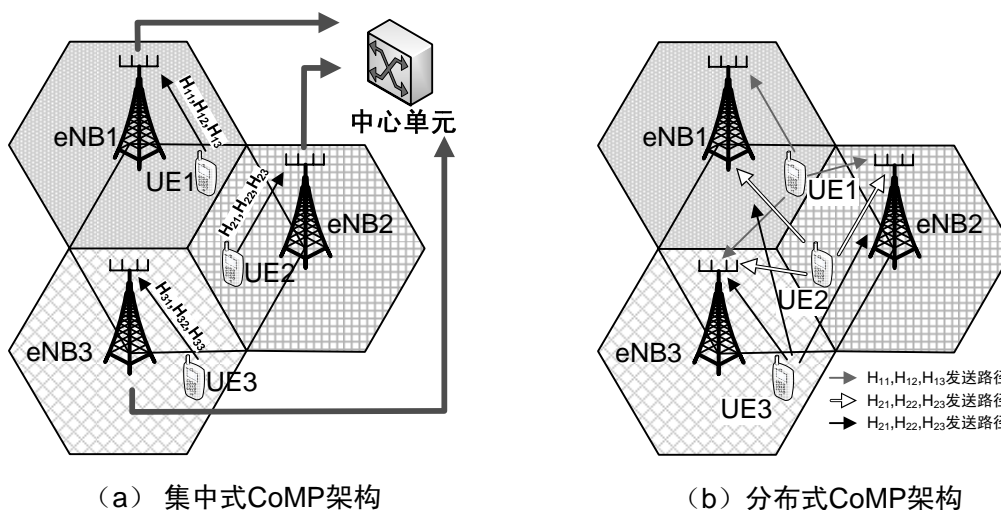 中心单元
eNB1
H₁₁,H₁₂,H₁₃
UE1
H₂₁,H₂₂,H₂₃
eNB2
UE2
H₃₁,H₃₂,H₃₃
eNB3
UE3
(a) 集中式CoMP架构
eNB1
UE1
eNB2
UE2
eNB3
UE3
H₁₁,H₁₂,H₁₃发送路径
H₂₁,H₂₂,H₂₃发送路径
H₂₁,H₂₂,H₂₃发送路径
(b) 分布式CoMP架构